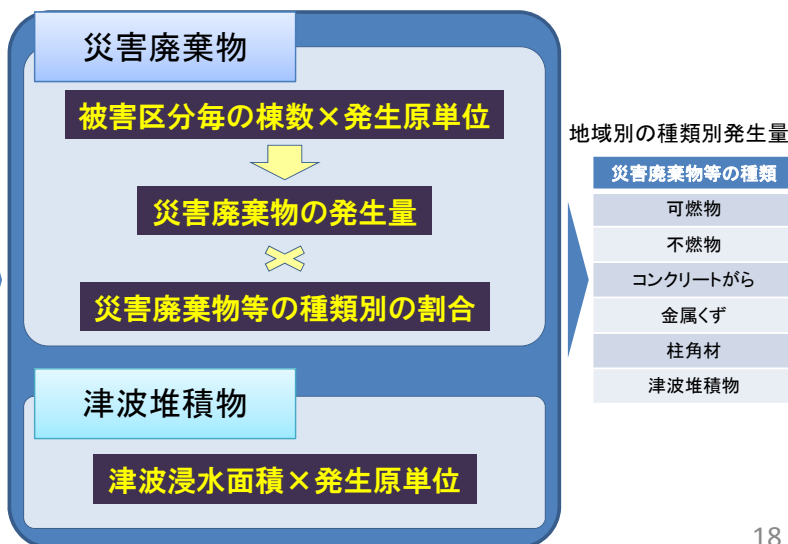 災害廃棄物
被害区分毎の棟数×発生原単位
災害廃棄物の発生量
災害廃棄物等の種類別の割合
津波堆積物
津波浸水面積×発生原単位
地域別の種類別発生量
災害廃棄物等の種類
可燃物
不燃物
コンクリートがら
金属くず
柱角材
津波堆積物
18